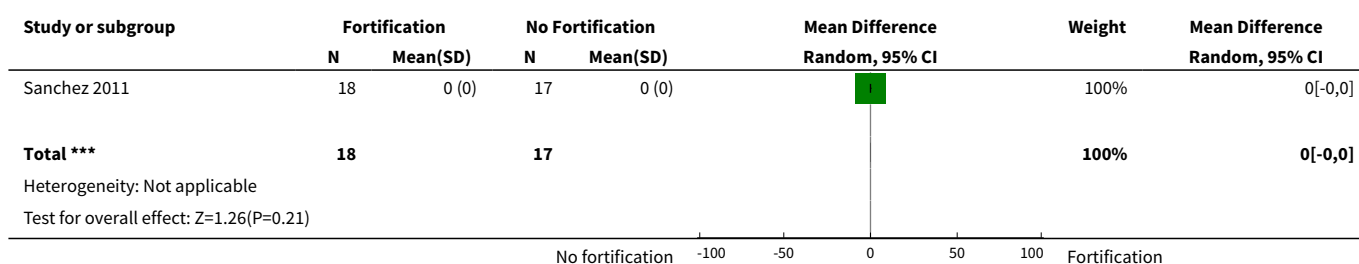 Study or subgroup Fortification No Fortification Mean Difference Weight Mean Difference
N Mean(SD) N Mean(SD) Random, 95% CI Random, 95% CI
Sanchez 2011 18 0 (0) 17 0 (0) 100% 0[-0,0]
Total *** 18 17 100% 0[-0,0]
Heterogeneity: Not applicable
Test for overall effect: Z=1.26(P=0.21)
No fortification -100 -50 0 50 100 Fortification